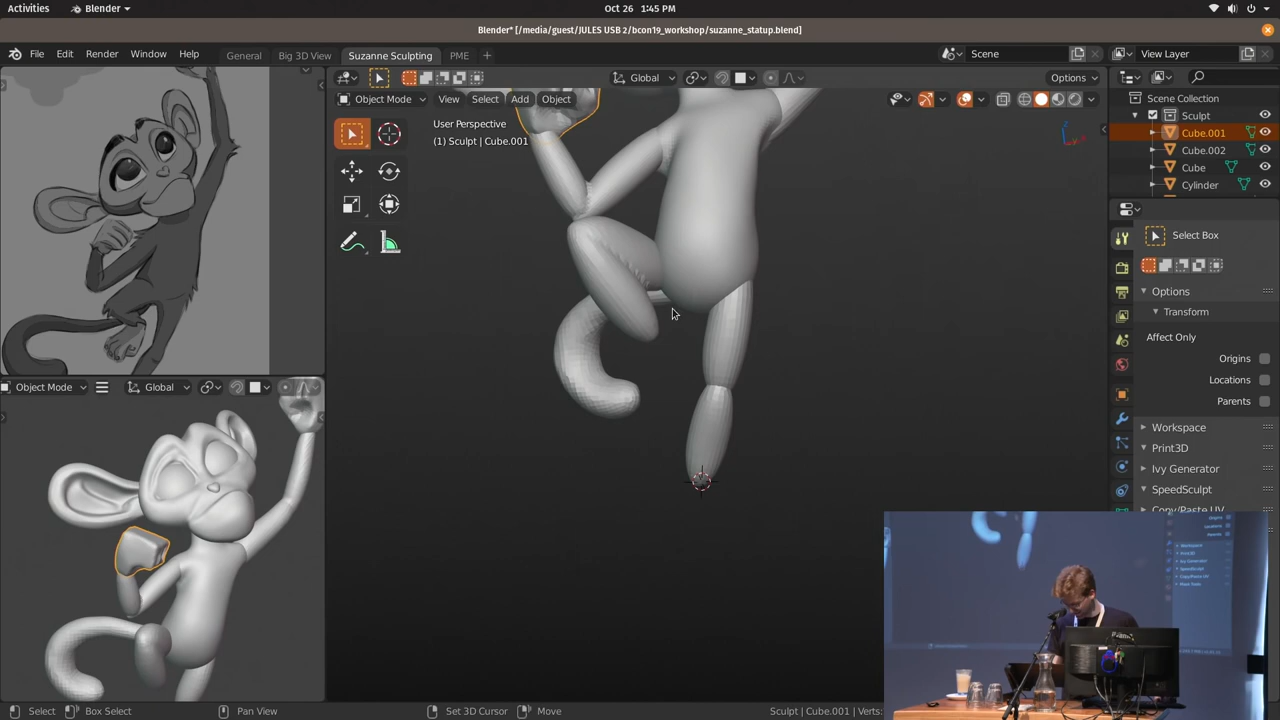 Activities Blender Oct 26 1:45 PM
Blender* [/media/guest/JULES USB 2/bcon19_workshop/suzanne_statup.blend]
File Edit Render Window Help General Big 3D View Suzanne Sculpting PME + Scene View Layer
Global Options
Object Mode View Select Add Object
User Perspective
(1) Sculpt | Cube.001
Scene Collection
Sculpt
Cube.001
Cube.002
Cube
Cylinder
Select Box
Options
Transform
Affect Only
Origins
Locations
Parents
Workspace
Print3D
Ivy Generator
SpeedSculpt
Copy/Paste UV
Object Mode Global
Select Box Select Pan View Set 3D Cursor Move Sculpt | Cube.001 | Verts: